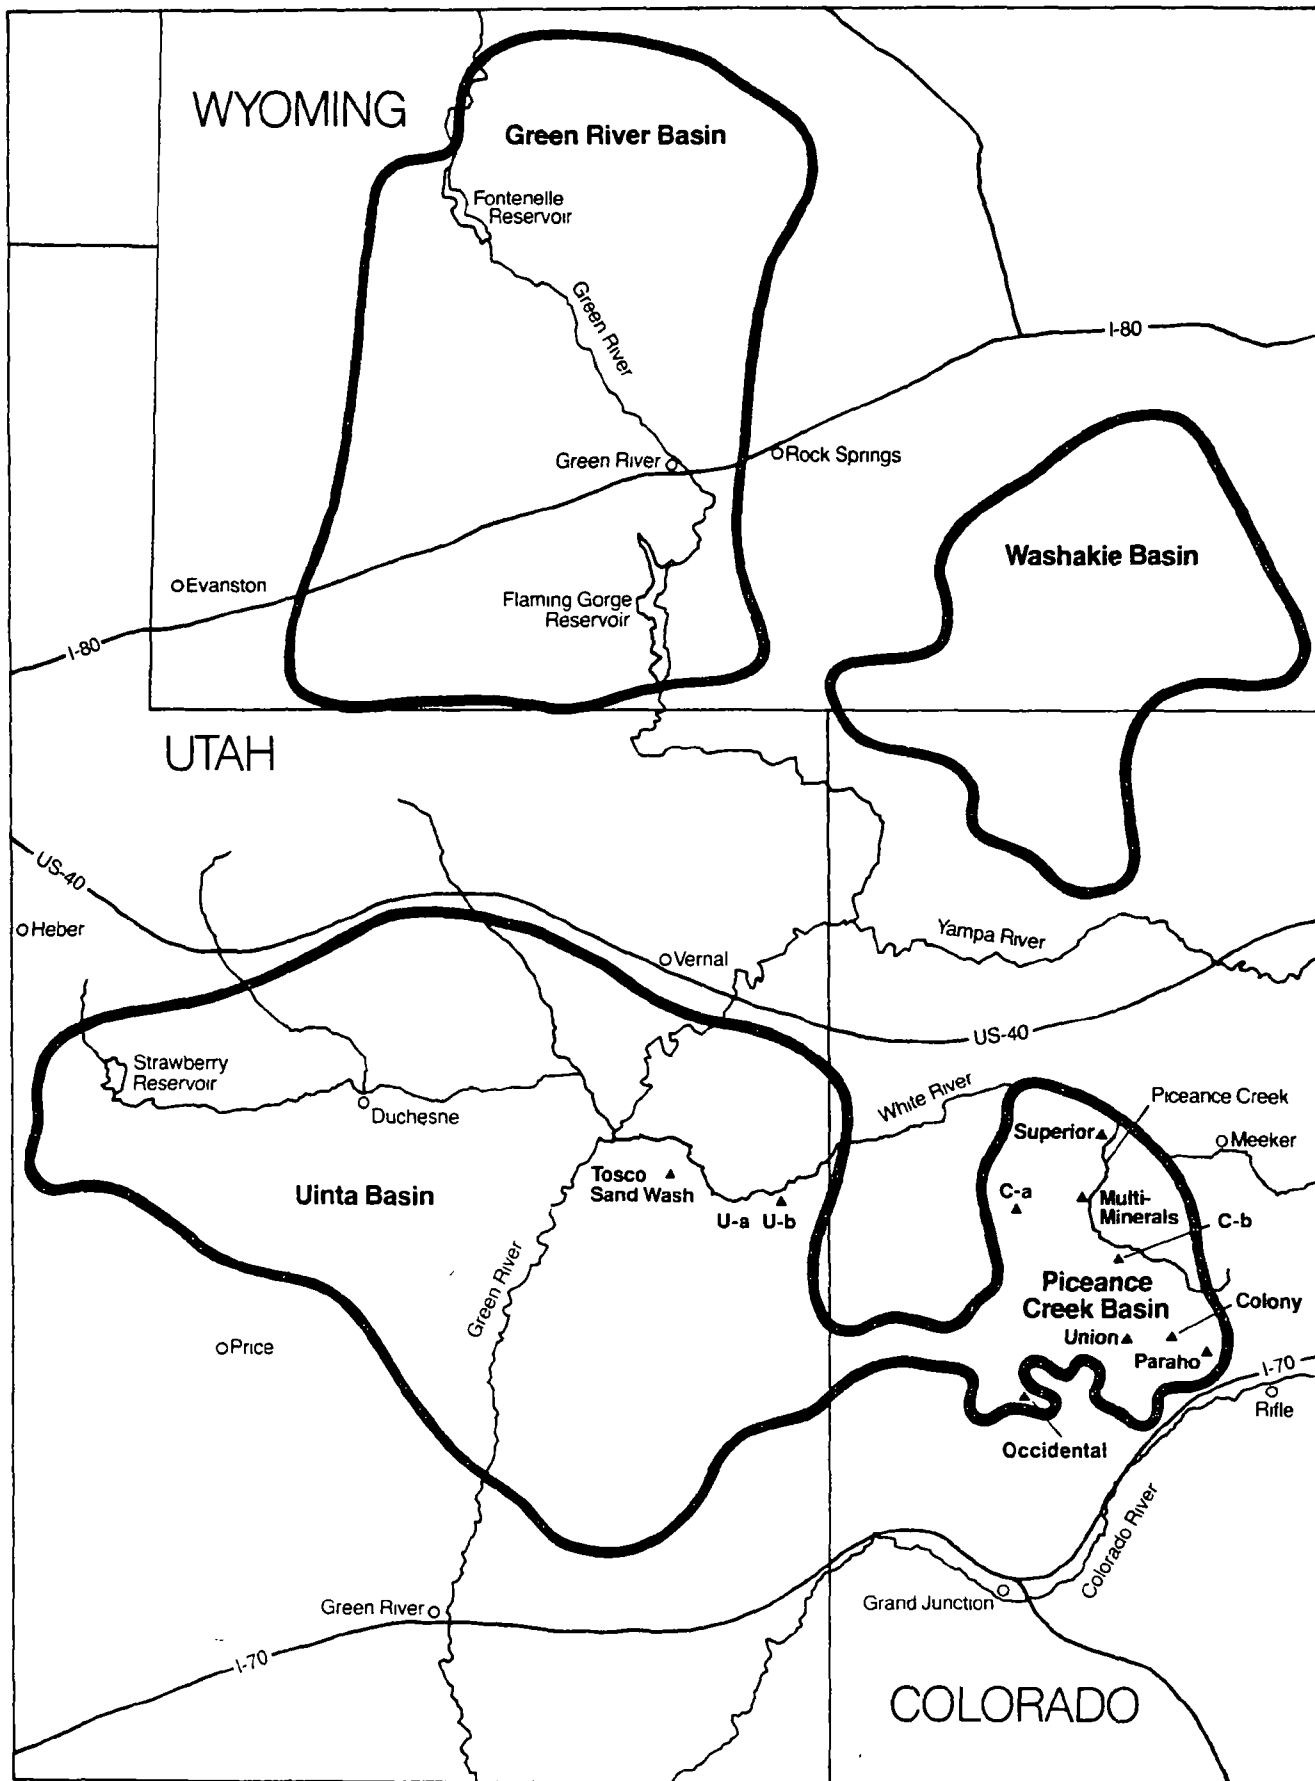 WYOMING
Green River Basin
Fontenelle
Reservoir
Green River
I-80
Green River
Rock Springs
Washakie Basin
Evanston
Flaming Gorge
Reservoir
I-80
UTAH
US-40
Heber
Yampa River
Vernal
US-40
Strawberry
Reservoir
Duchesne
White River
Piceance Creek
Superior
Meeker
Tosco
Sand Wash
Uinta Basin
C-a
Multi-
Minerals
U-a U-b
C-b
Green River
Piceance
Creek Basin
Colony
Union
Price
Paraho
I-70
Rifle
Occidental
Colorado River
Grand Junction
Green River
I-70
COLORADO